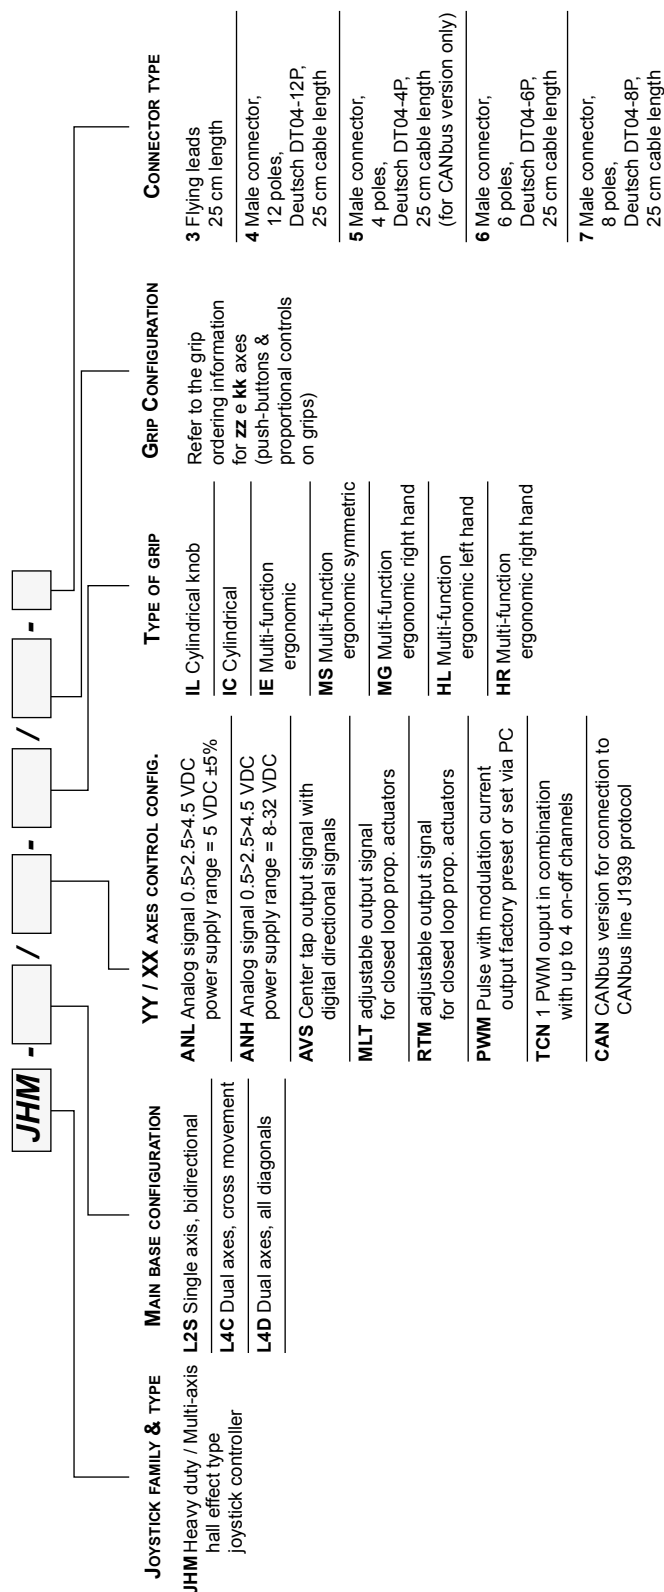 JHM - / - / -
JOYSTICK FAMILY & TYPE
JHM Heavy duty / Multi-axis
hall effect type
joystick controller
MAIN BASE CONFIGURATION
L2S Single axis, bidirectional
L4C Dual axes, cross movement
L4D Dual axes, all diagonals
YY / XX AXES CONTROL CONFIG.
ANL Analog signal 0.5>2.5>4.5 VDC
power supply range = 5 VDC ±5%
ANH Analog signal 0.5>2.5>4.5 VDC
power supply range = 8-32 VDC
AVS Center tap output signal with
digital directional signals
MLT adjustable output signal
for closed loop prop. actuators
RTM adjustable output signal
for closed loop prop. actuators
PWM Pulse with modulation current
output factory preset or set via PC
TCN 1 PWM ouput in combination
with up to 4 on-off channels
CAN CANbus version for connection to
CANbus line J1939 protocol
TYPE OF GRIP
IL Cylindrical knob
IC Cylindrical
IE Multi-function
ergonomic
MS Multi-function
ergonomic symmetric
MG Multi-function
ergonomic right hand
HL Multi-function
ergonomic left hand
HR Multi-function
ergonomic right hand
GRIP CONFIGURATION
Refer to the grip
ordering information
for zz e kk axes
(push-buttons &
proportional controls
on grips)
CONNECTOR TYPE
3 Flying leads
25 cm length
4 Male connector,
12 poles,
Deutsch DT04-12P,
25 cm cable length
5 Male connector,
4 poles,
Deutsch DT04-4P,
25 cm cable length
(for CANbus version only)
6 Male connector,
6 poles,
Deutsch DT04-6P,
25 cm cable length
7 Male connector,
8 poles,
Deutsch DT04-8P,
25 cm cable length